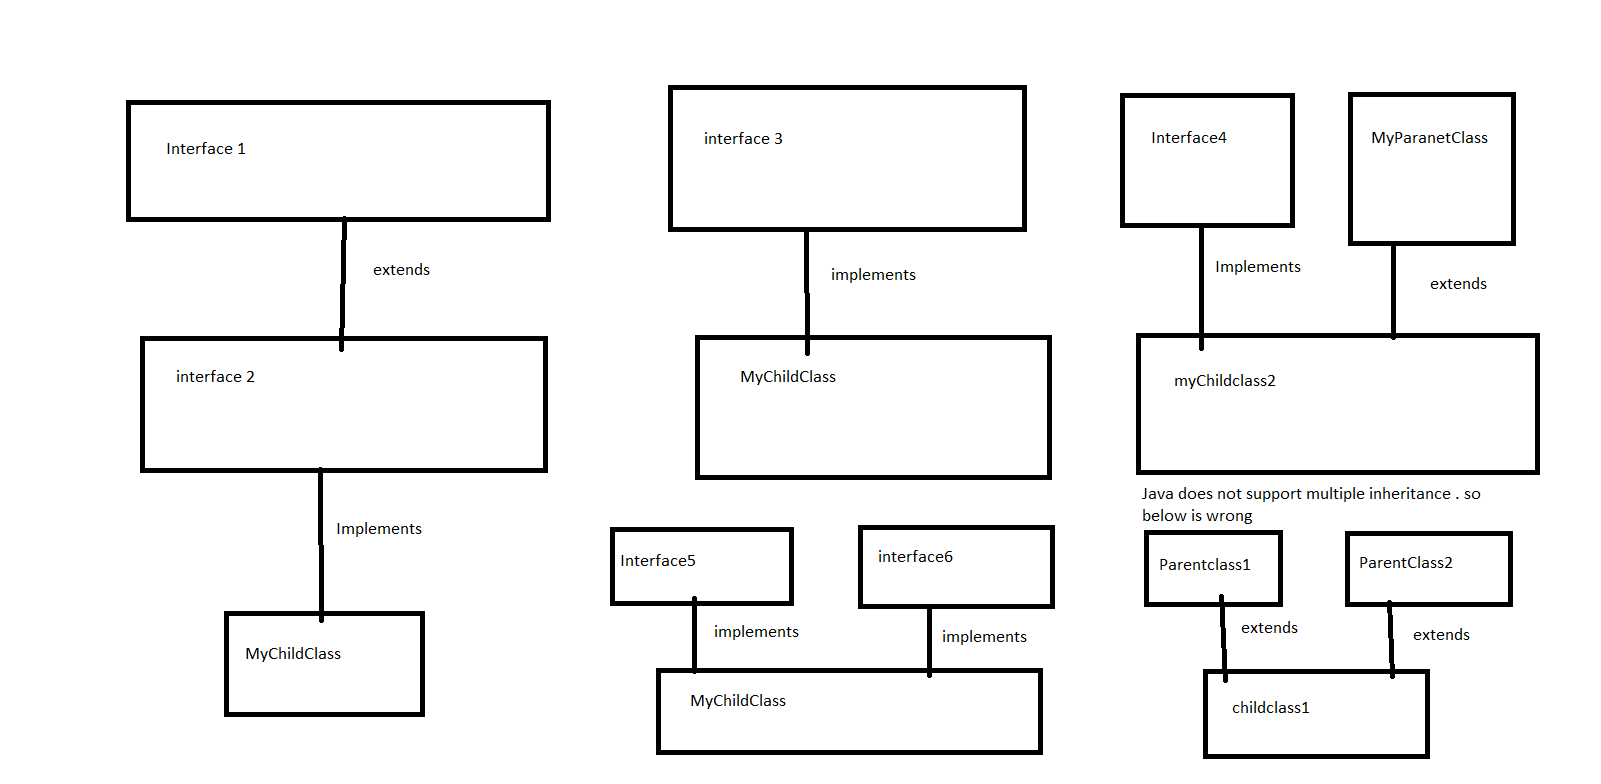 Interface 1
extends
interface 2
Implements
MyChildClass
interface 3
implements
MyChildClass
Interface5
interface6
implements
implements
MyChildClass
Interface4
MyParanetClass
Implements
extends
myChildclass2
Java does not support multiple inheritance . so
below is wrong
Parentclass1
ParentClass2
extends
extends
childclass1